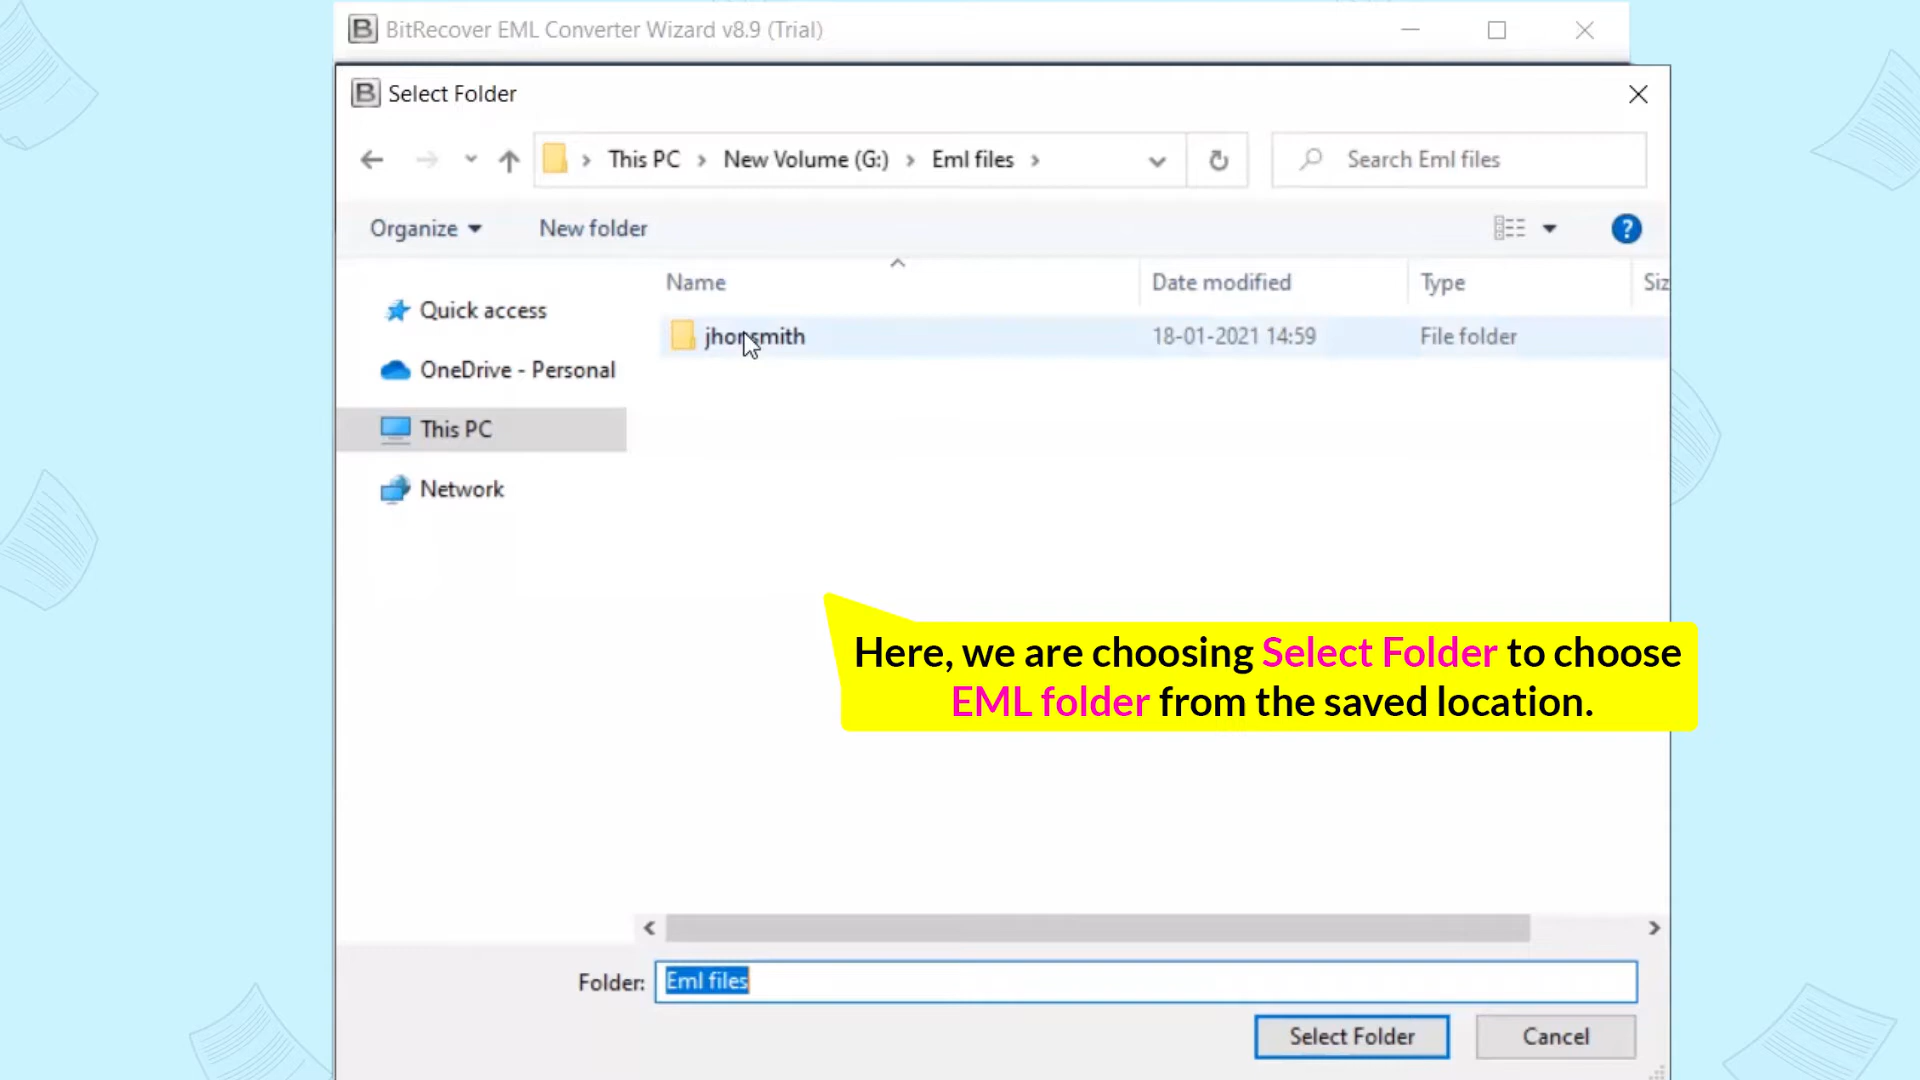 BitRecover EML Converter Wizard v8.9 (Trial)
Select Folder
This PC New Volume (G:) Eml files
Search Eml files
Organize New folder
Name Date modified Type Siz
Quick access
OneDrive - Personal
This PC
Network
jhonsmith 18-01-2021 14:59 File folder
Here, we are choosing Select Folder to choose
EML folder from the saved location.
Folder: Eml files
Select Folder Cancel